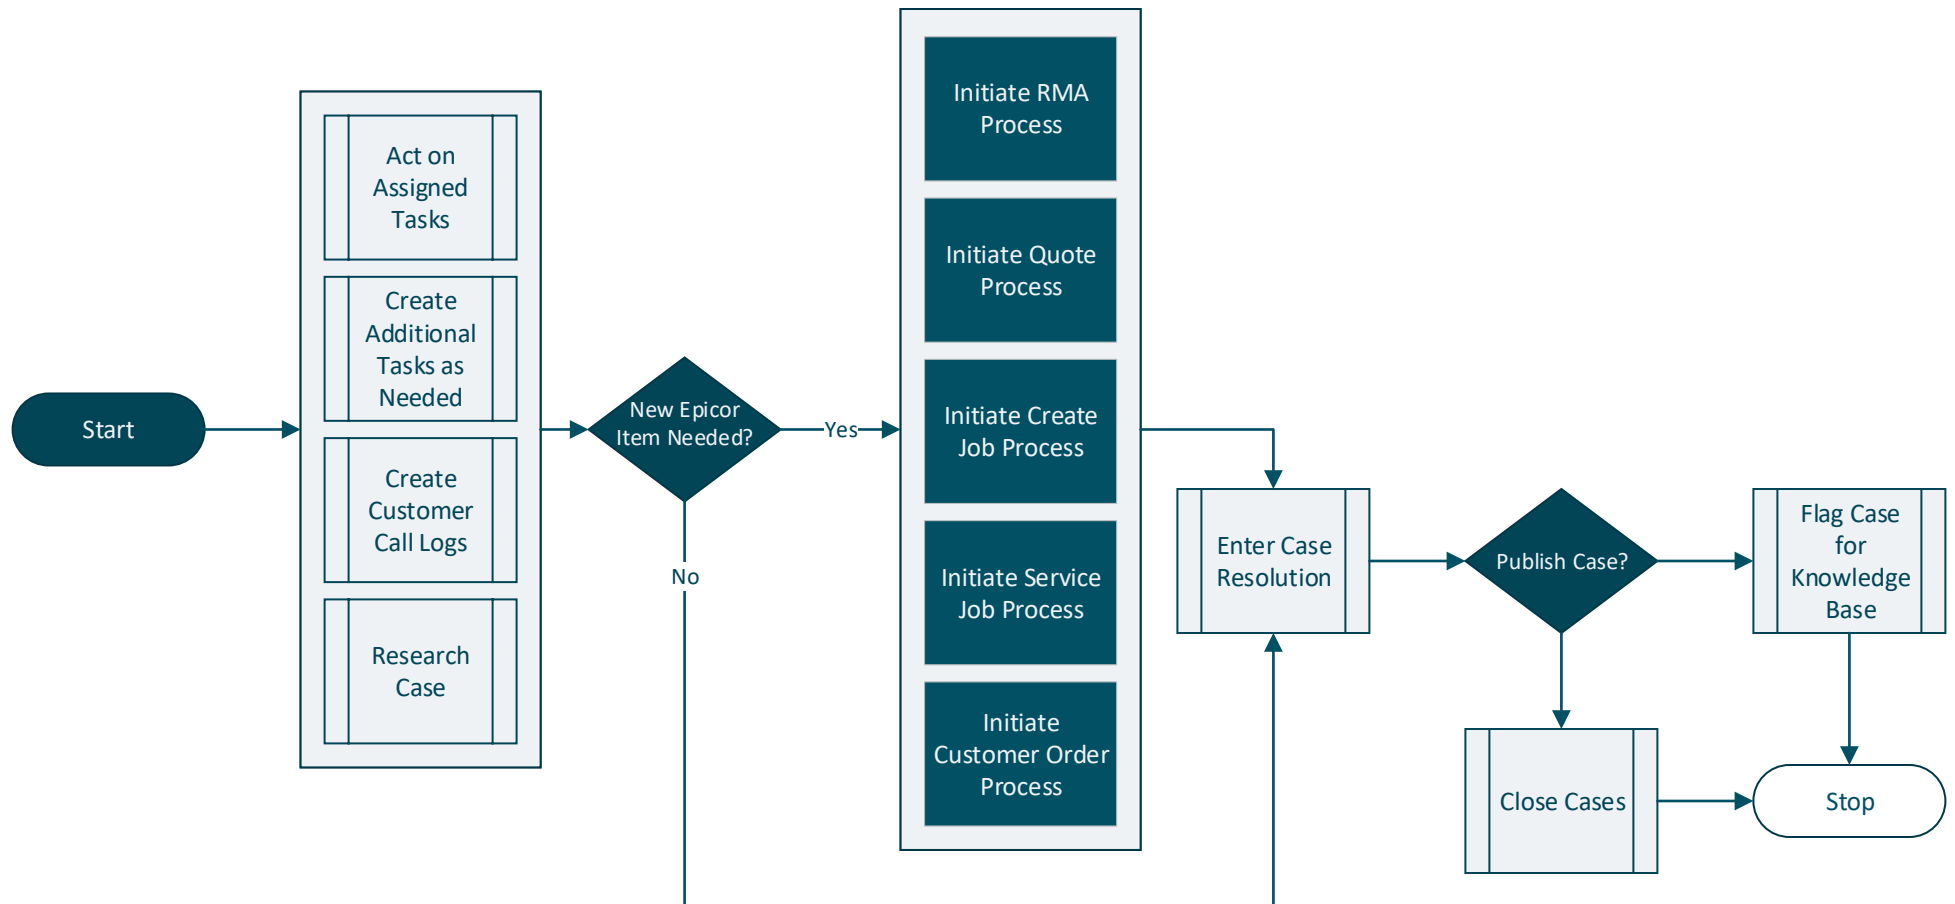 Start
Act on
Assigned
Tasks
Create
Additional
Tasks as
Needed
Create
Customer
Call Logs
Research
Case
New Epicor
Item Needed?
Yes
No
Initiate RMA
Process
Initiate Quote
Process
Initiate Create
Job Process
Initiate Service
Job Process
Initiate
Customer Order
Process
Enter Case
Resolution
Publish Case?
Flag Case
for
Knowledge
Base
Close Cases
Stop